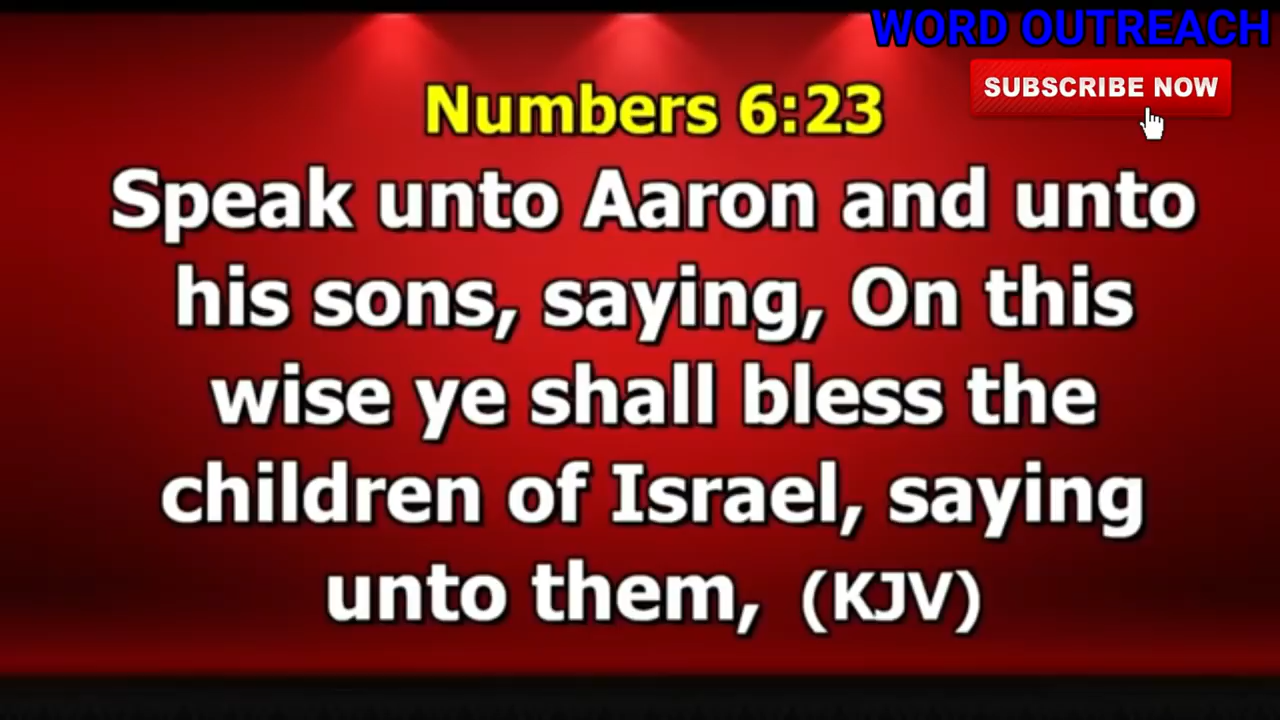 WORD OUTREACH
SUBSCRIBE NOW
Numbers 6:23
Speak unto Aaron and unto
his sons, saying, On this
wise ye shall bless the
children of Israel, saying
unto them, (KJV)